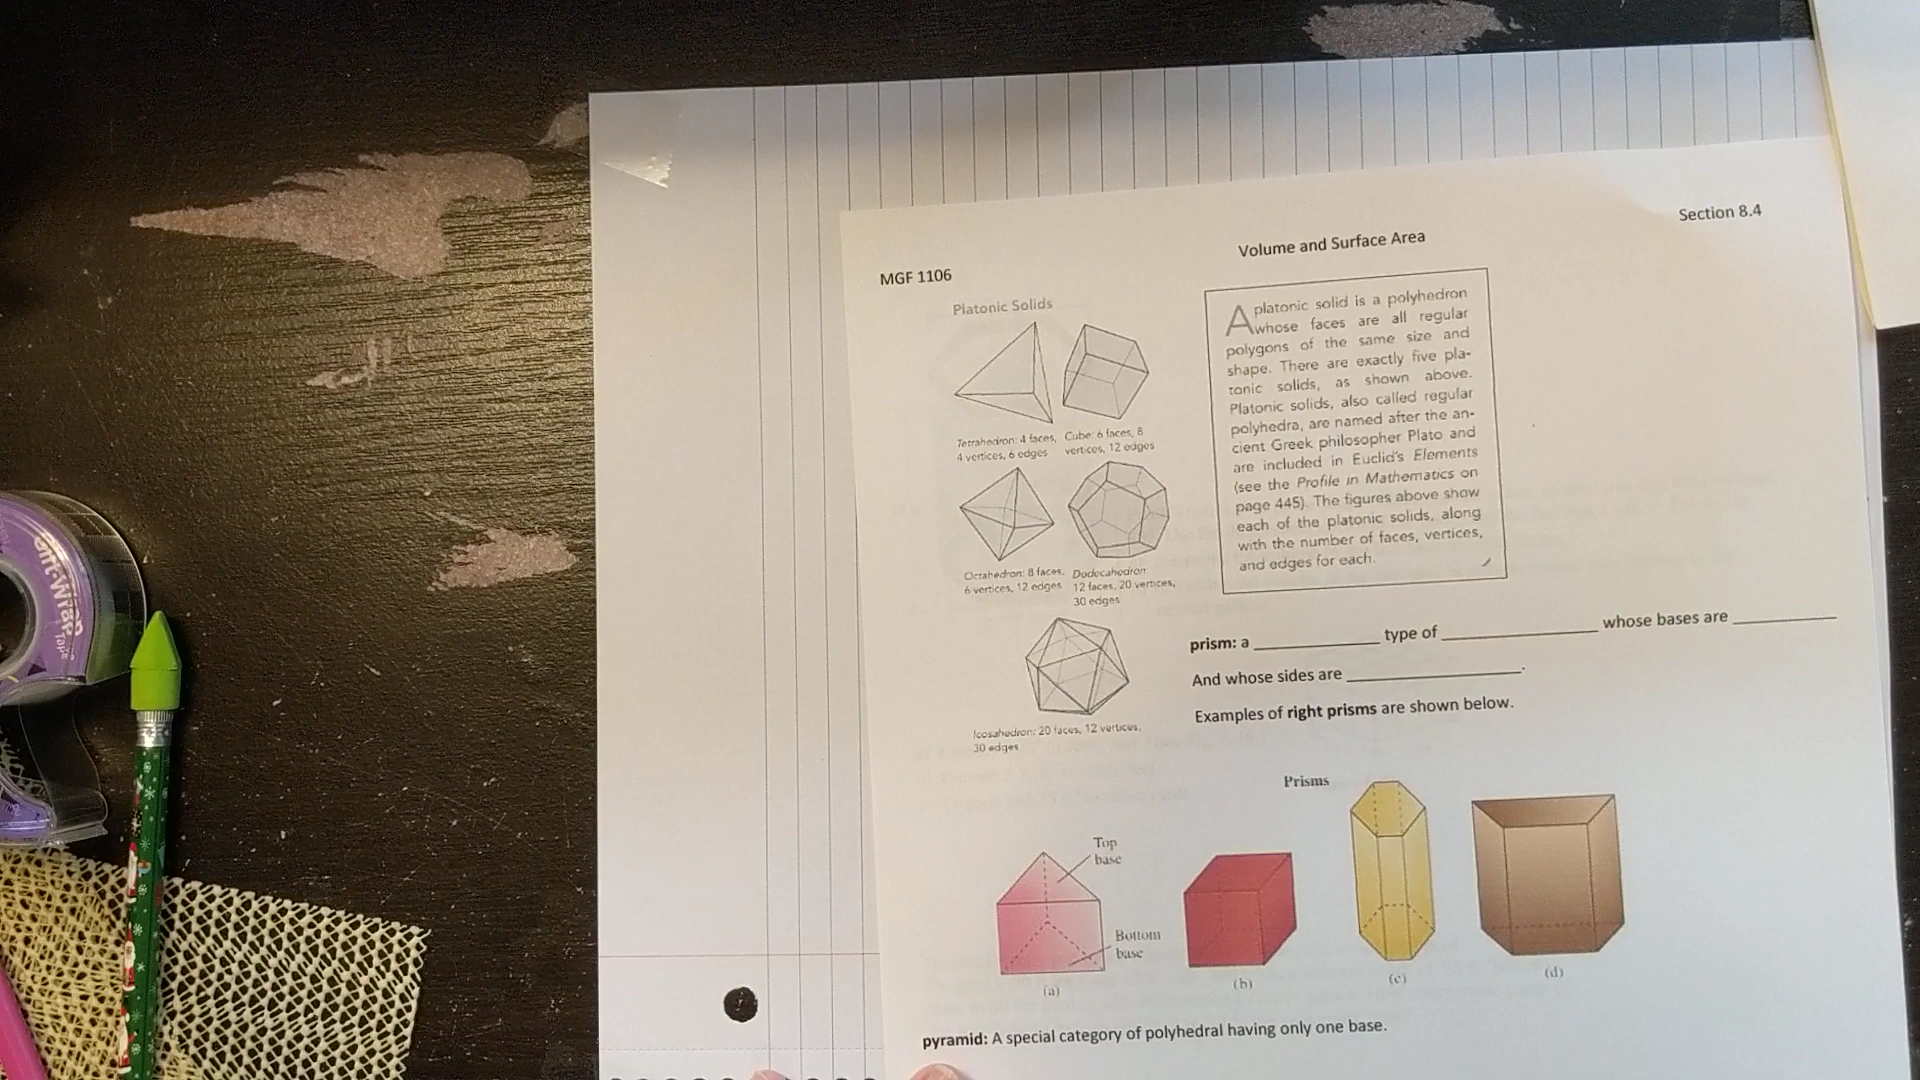 Section 8.4
Volume and Surface Area
MGF 1106
Platonic Solids
Tetrahedron: 4 faces,
4 vertices, 6 edges
Cube: 6 faces, 8
vertices, 12 edges
Octahedron: 8 faces,
6 vertices, 12 edges
Dodecahedron:
12 faces, 20 vertices,
30 edges
Icosahedron: 20 faces, 12 vertices,
30 edges
A platonic solid is a polyhedron
whose faces are all regular
polygons of the same size and
shape. There are exactly five pla-
tonic solids, as shown above.
Platonic solids, also called regular
polyhedra, are named after the an-
cient Greek philosopher Plato and
are included in Euclid's Elements
(see the Profile in Mathematics on
page 445). The figures above show
each of the platonic solids, along
with the number of faces, vertices,
and edges for each.
prism: a ____________ type of ____________ whose bases are ____________
And whose sides are ____________.
Examples of right prisms are shown below.
Prisms
Top
base
Bottom
base
(a)
(b)
(c)
(d)
pyramid: A special category of polyhedral having only one base.
Gift-Wrap
Tape